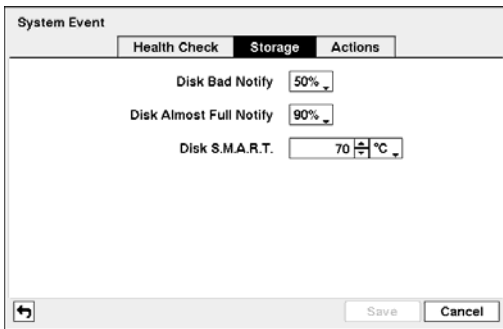 System Event
Health Check Storage Actions
Disk Bad Notify 50%
Disk Almost Full Notify 90%
Disk S.M.A.R.T. 70 °C
Save Cancel